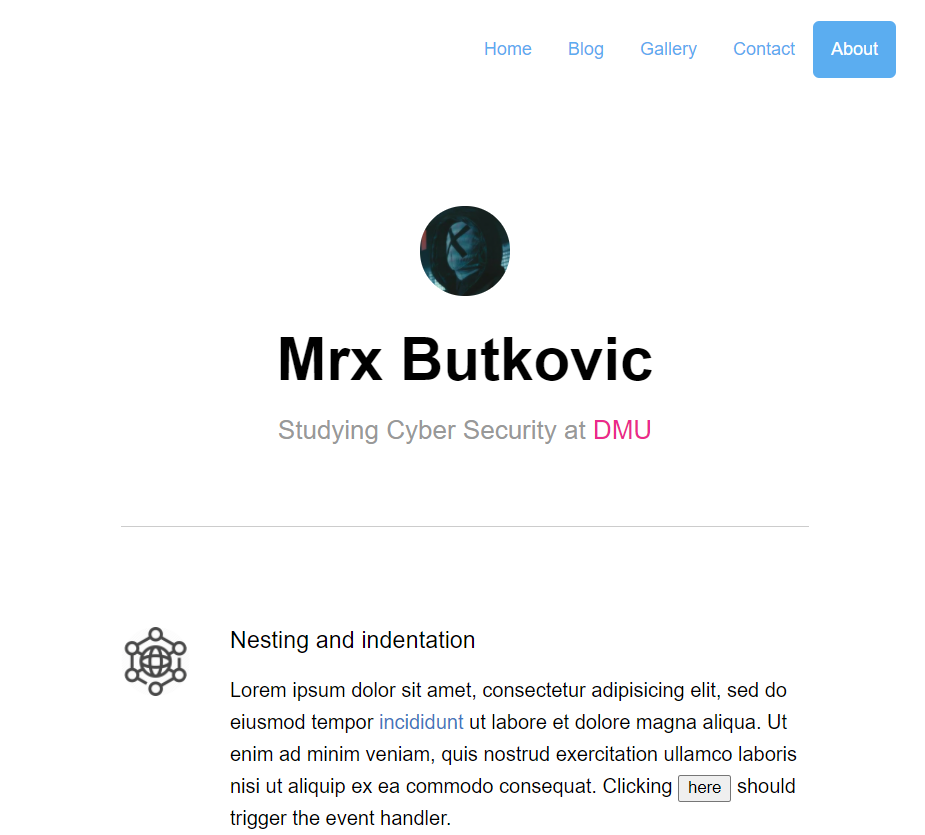 Home Blog Gallery Contact About
Mrx Butkovic
Studying Cyber Security at DMU
Nesting and indentation
Lorem ipsum dolor sit amet, consectetur adipisicing elit, sed do
eiusmod tempor incididunt ut labore et dolore magna aliqua. Ut
enim ad minim veniam, quis nostrud exercitation ullamco laboris
nisi ut aliquip ex ea commodo consequat. Clicking here should
trigger the event handler.